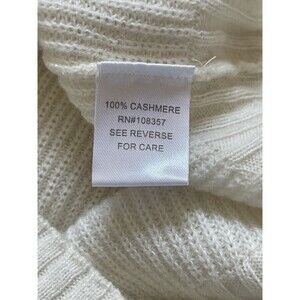 100% CASHMERE
RN#108357
SEE REVERSE
FOR CARE